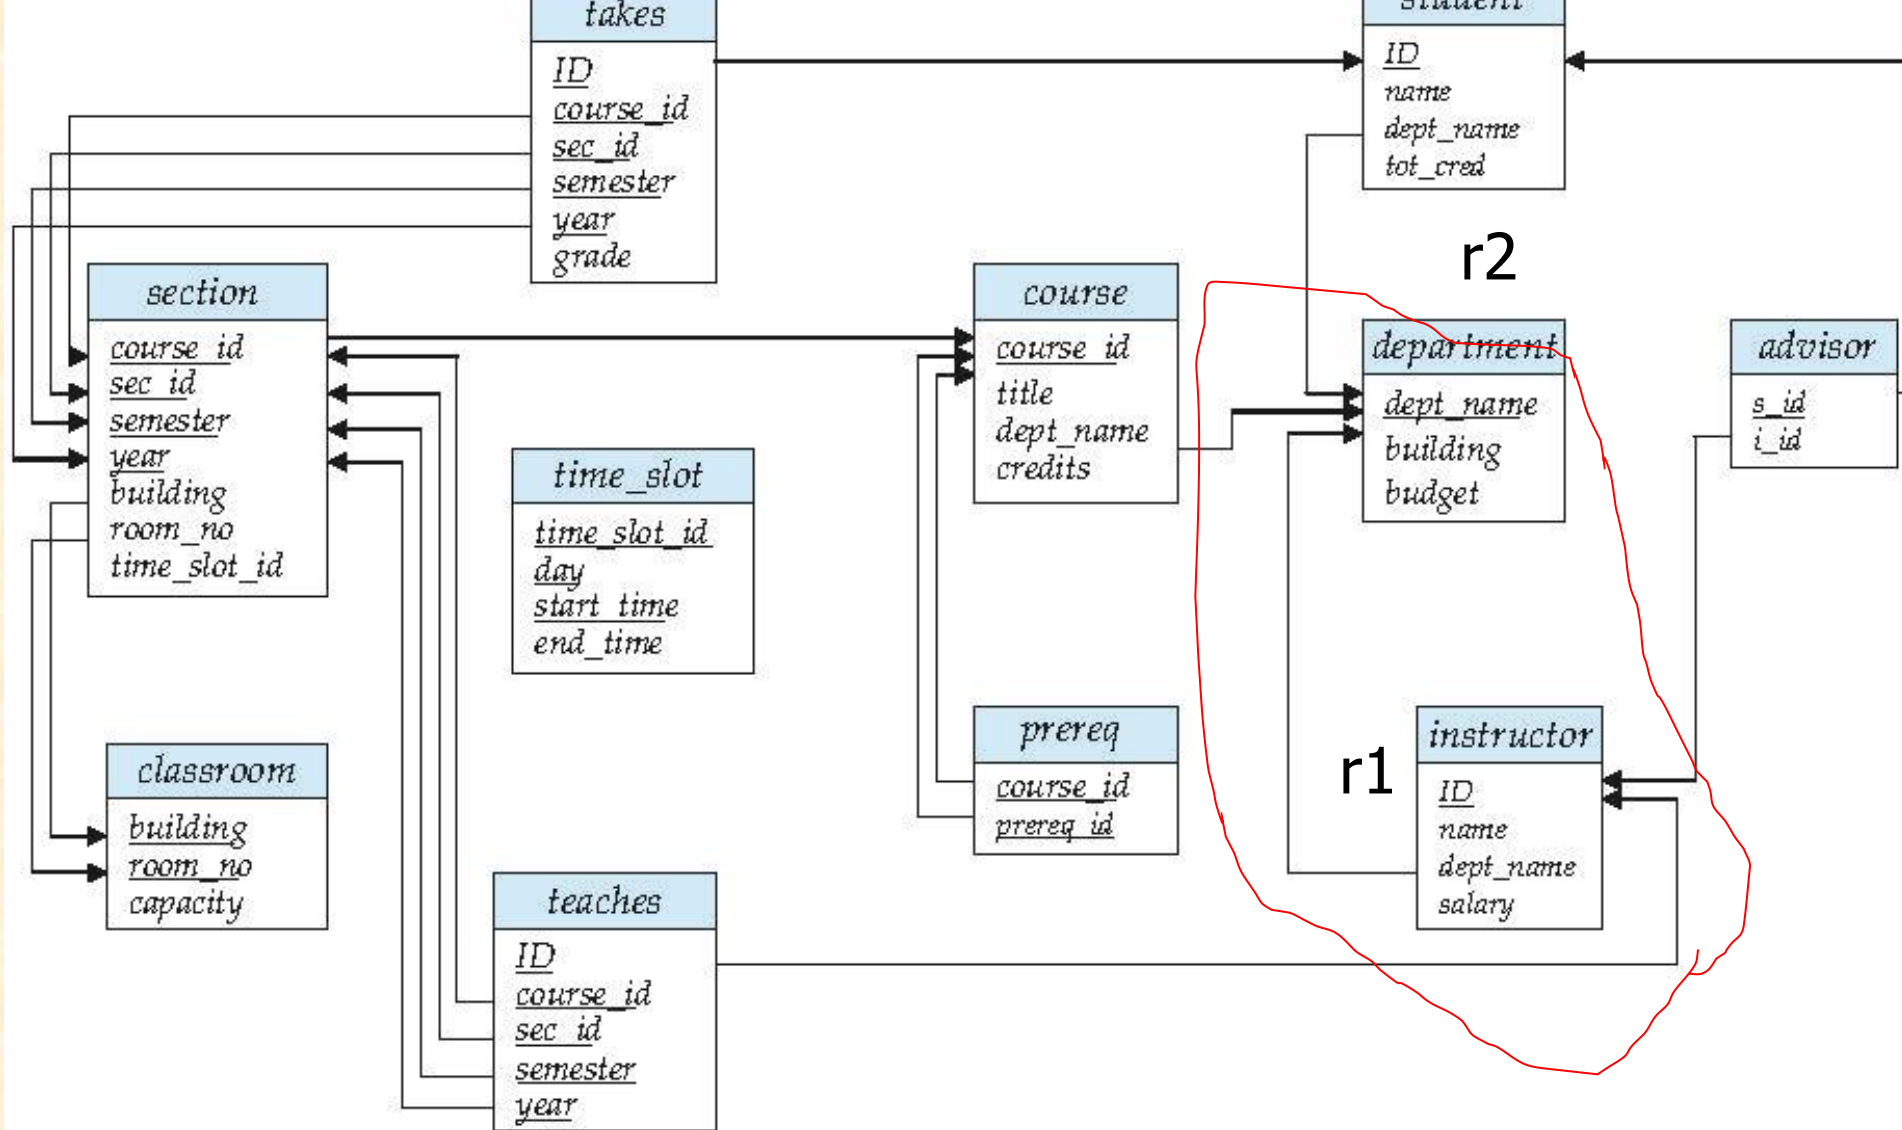 takes
ID
course_id
sec_id
semester
year
grade
student
ID
name
dept_name
tot_cred
r2
section
course_id
sec_id
semester
year
building
room_no
time_slot_id
time_slot
time_slot_id
day
start_time
end_time
course
course_id
title
dept_name
credits
department
dept_name
building
budget
advisor
s_id
i_id
classroom
building
room_no
capacity
prereq
course_id
prereq_id
r1
instructor
ID
name
dept_name
salary
teaches
ID
course_id
sec_id
semester
year